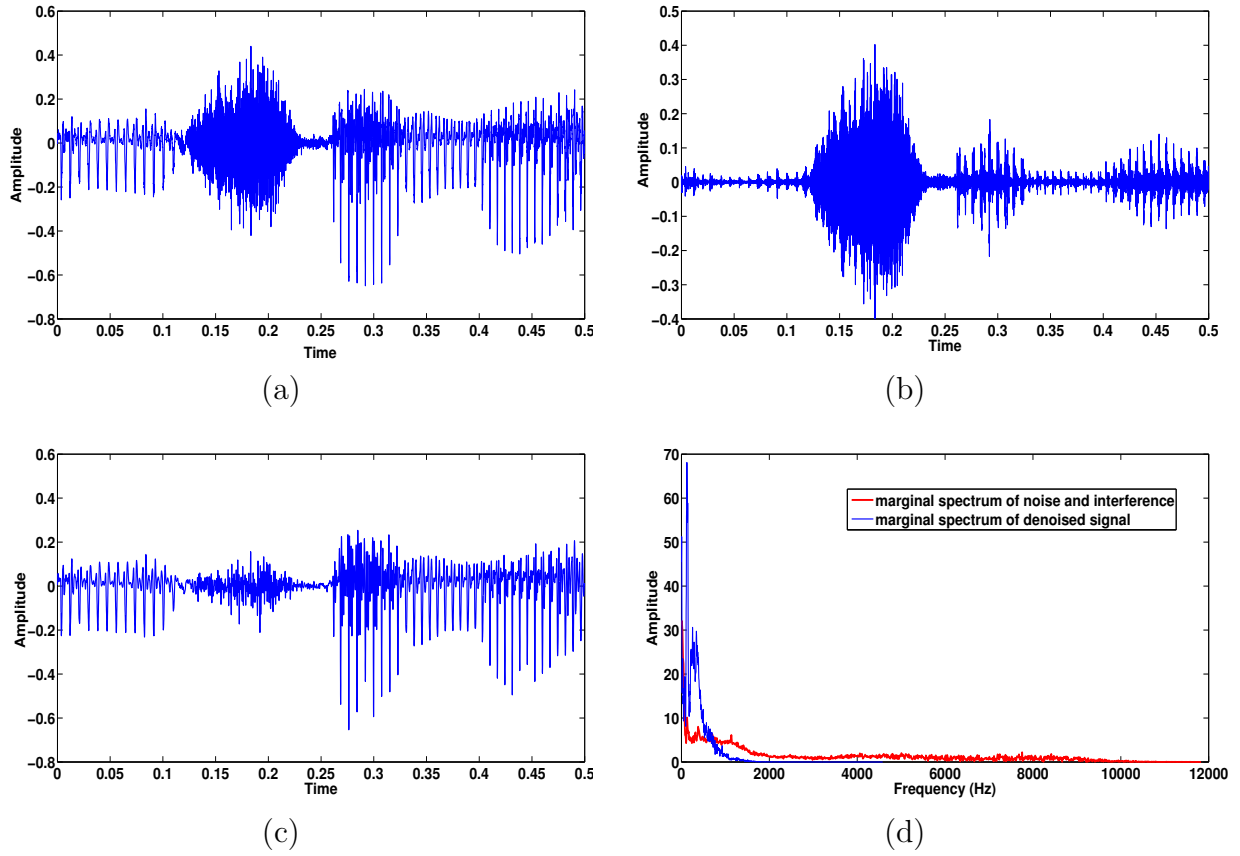 0.6
0.4
0.2
0
−0.2
−0.4
−0.6
−0.8
Amplitude
0 0.05 0.1 0.15 0.2 0.25 0.3 0.35 0.4 0.45 0.5
Time
(a)
0.5
0.4
0.3
0.2
0.1
0
−0.1
−0.2
−0.3
−0.4
Amplitude
0 0.05 0.1 0.15 0.2 0.25 0.3 0.35 0.4 0.45 0.5
Time
(b)
0.6
0.4
0.2
0
−0.2
−0.4
−0.6
−0.8
Amplitude
0 0.05 0.1 0.15 0.2 0.25 0.3 0.35 0.4 0.45 0.5
Time
(c)
70
60
50
40
30
20
10
0
Amplitude
marginal spectrum of noise and interference
marginal spectrum of denoised signal
0 2000 4000 6000 8000 10000 12000
Frequency (Hz)
(d)